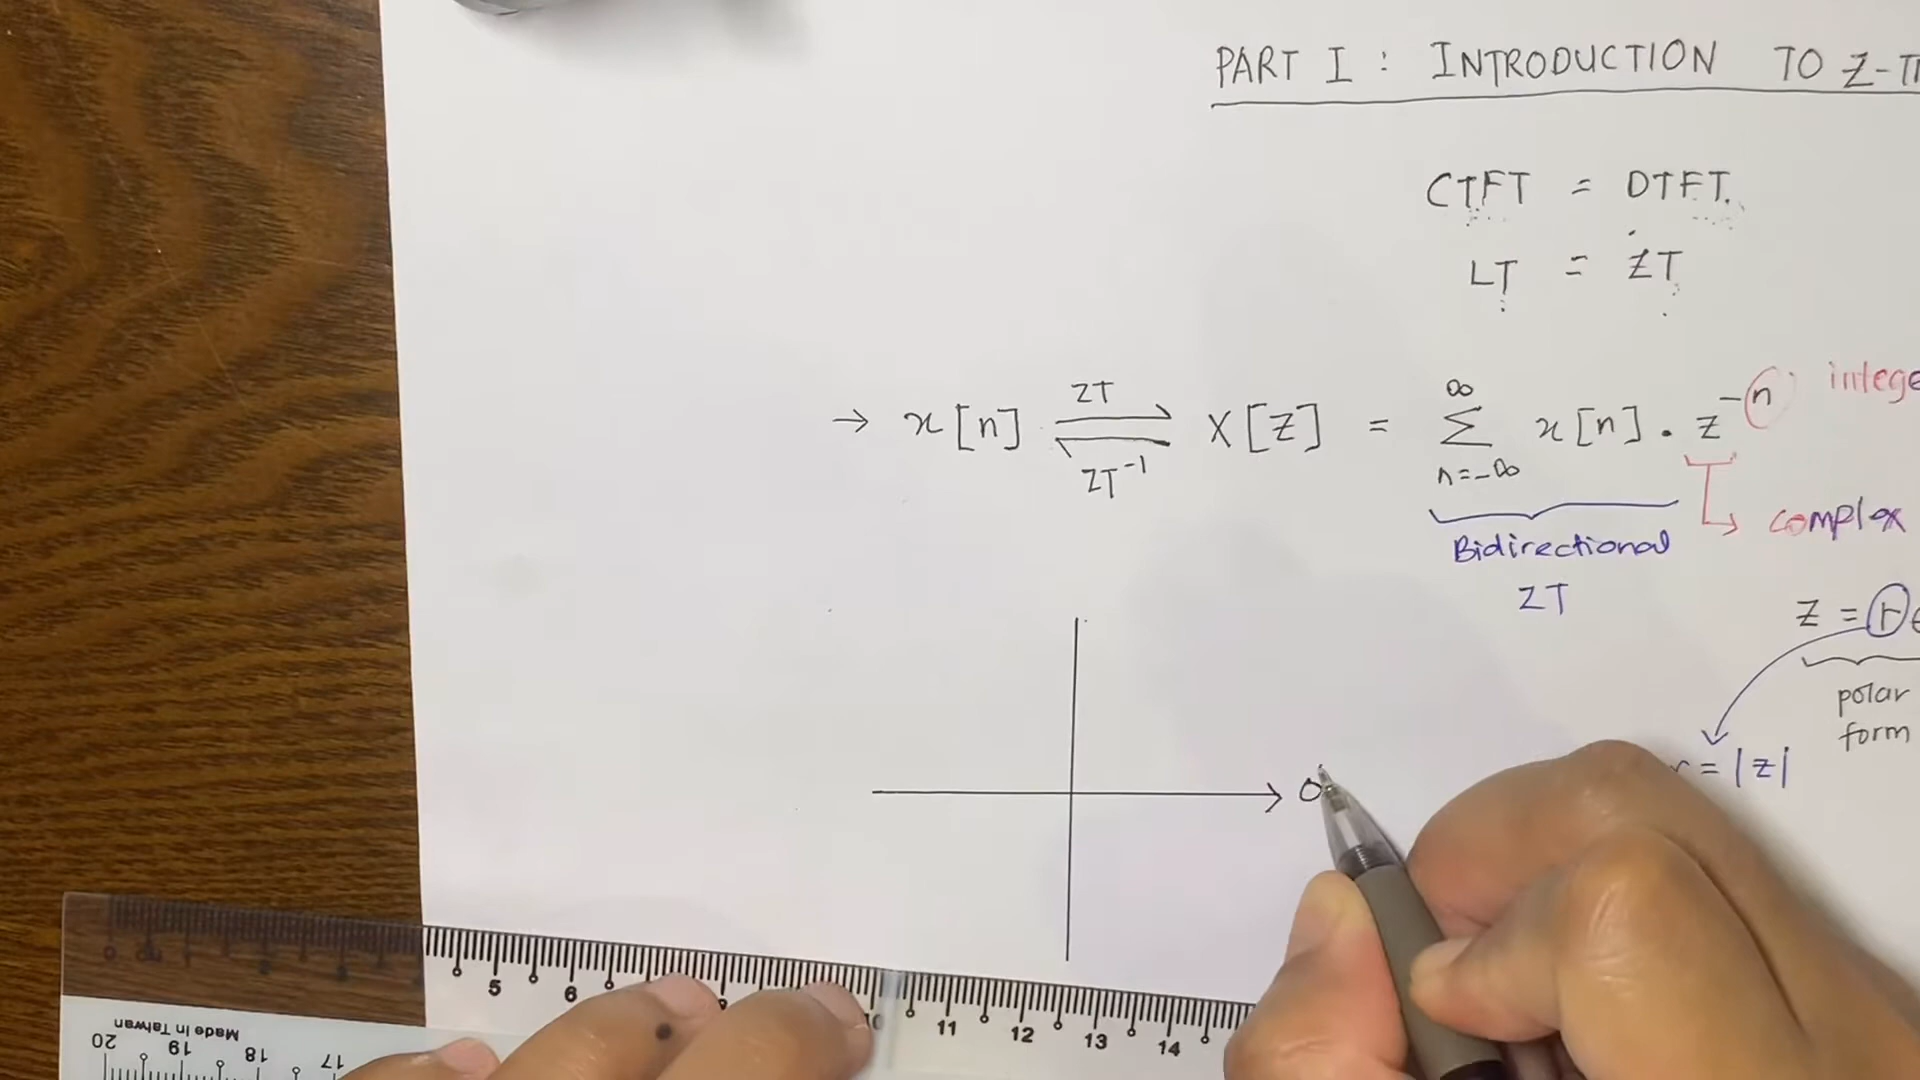 PART I : INTRODUCTION TO Z-T
CTFT = DTFT
LT = ZT
→ x[n] ZT ⇌ ZT⁻¹ X[Z] = ∞ Σ n=-∞ x[n] . z⁻ⁿ intege
complex
Bidirectional
ZT
Z = r
polar
form
r = |z|
5 6 10 11 12 13 14
Made in Taiwan
20 19 18 17